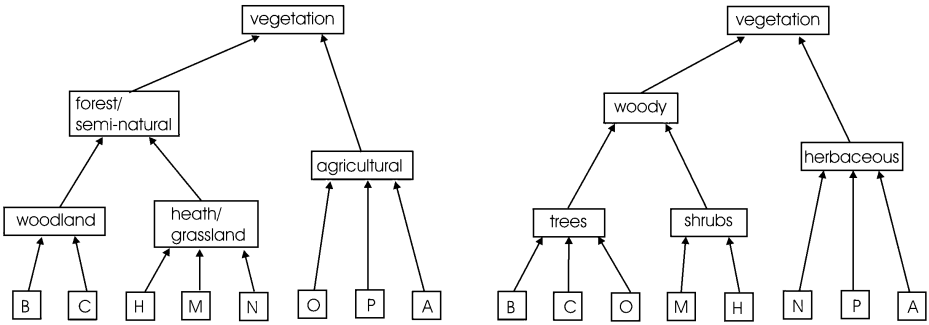 vegetation
forest/
semi-natural
agricultural
woodland
heath/
grassland
B
C
H
M
N
O
P
A
vegetation
woody
herbaceous
trees
shrubs
B
C
O
M
H
N
P
A